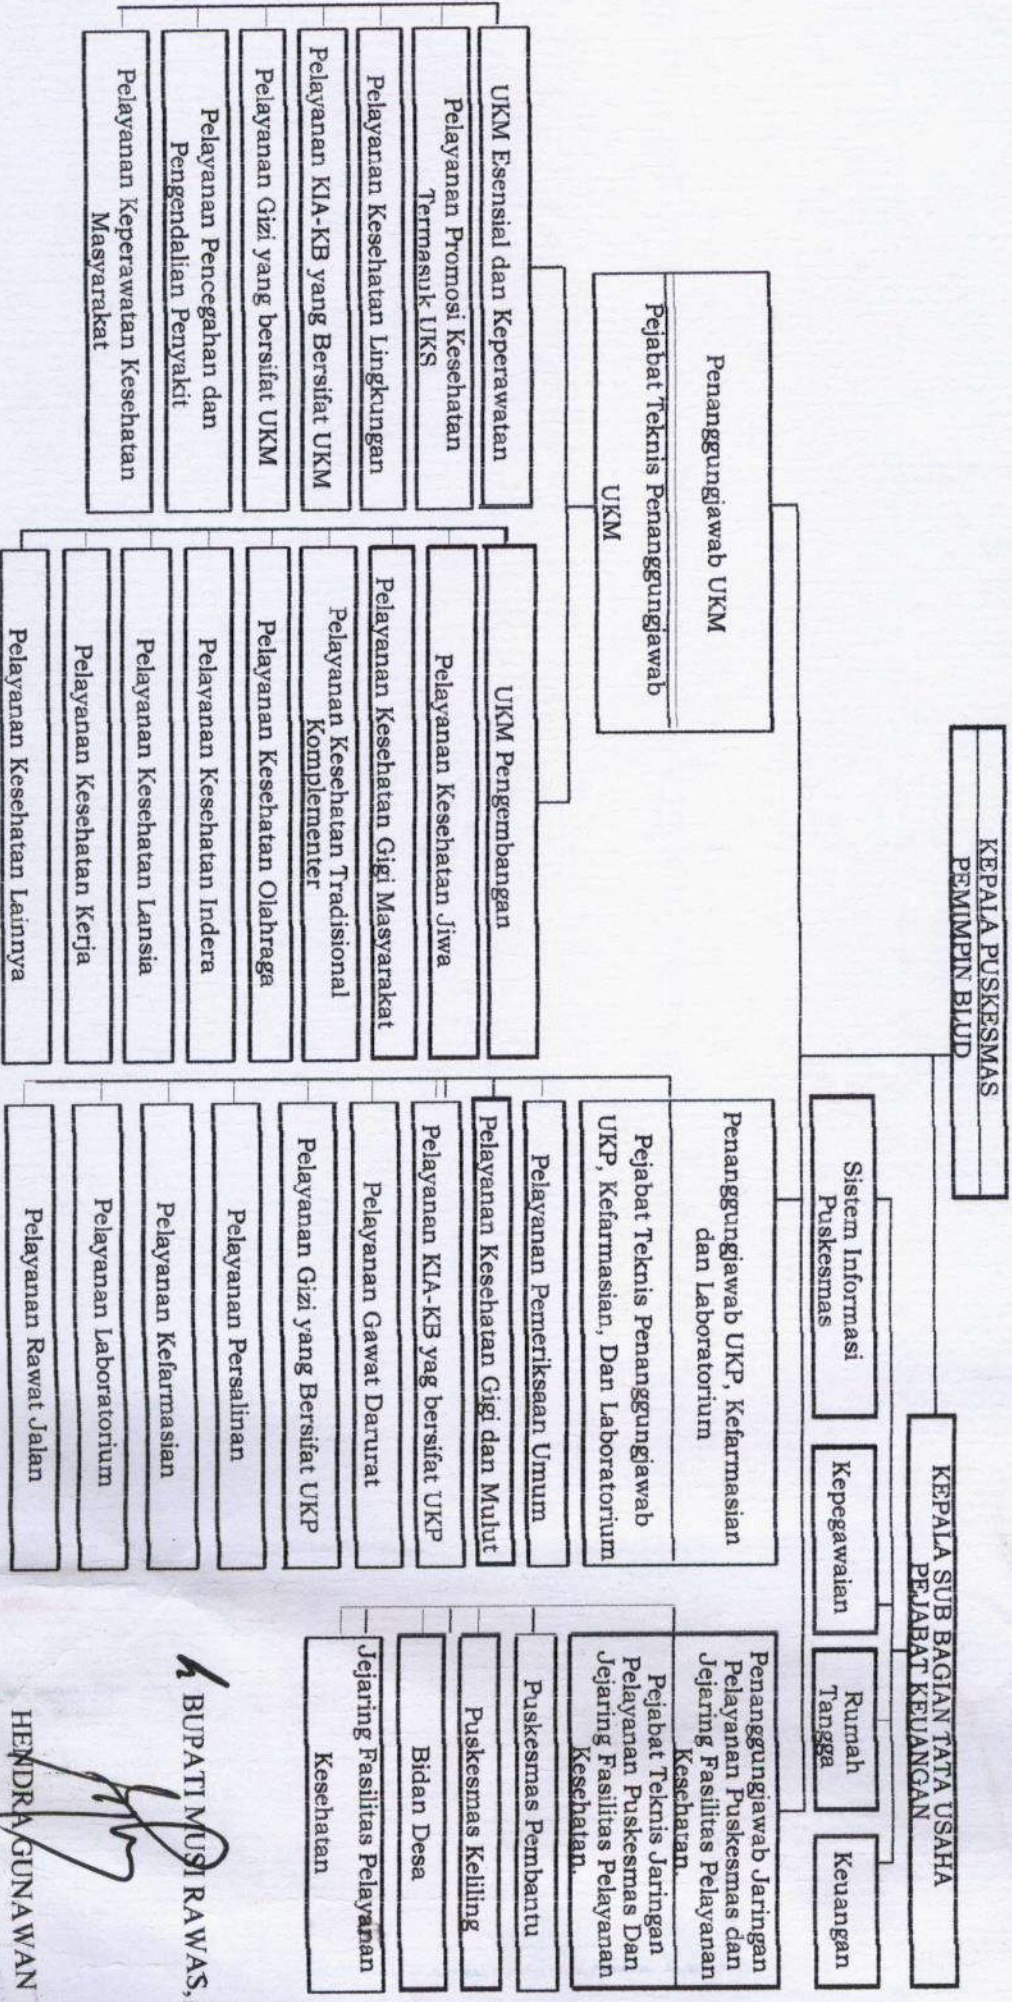 KEPALA PUSKESMAS
PEMIMPIN BLUD
KEPALA SUB BAGIAN TATA USAHA
PEJABAT KEUANGAN
Sistem Informasi
Puskesmas
Kepegawaian
Rumah
Tangga
Keuangan
Penanggungjawab UKM
Pejabat Teknis Penanggungjawab
UKM
UKM Esensial dan Keperawatan
Pelayanan Promosi Kesehatan
Termasuk UKS
Pelayanan Kesehatan Lingkungan
Pelayanan KIA-KB yang Bersifat UKM
Pelayanan Gizi yang bersifat UKM
Pelayanan Pencegahan dan
Pengendalian Penyakit
Pelayanan Keperawatan Kesehatan
Masyarakat
UKM Pengembangan
Pelayanan Kesehatan Jiwa
Pelayanan Kesehatan Gigi Masyarakat
Pelayanan Kesehatan Tradisional
Komplementer
Pelayanan Kesehatan Olahraga
Pelayanan Kesehatan Indera
Pelayanan Kesehatan Lansia
Pelayanan Kesehatan Kerja
Pelayanan Kesehatan Lainnya
Penanggungjawab UKP, Kefarmasian
dan Laboratorium
Pejabat Teknis Penanggungjawab
UKP, Kefarmasian, Dan Laboratorium
Pelayanan Pemeriksaan Umum
Pelayanan Kesehatan Gigi dan Mulut
Pelayanan KIA-KB yag bersifat UKP
Pelayanan Gawat Darurat
Pelayanan Gizi yang Bersifat UKP
Pelayanan Persalinan
Pelayanan Kefarmasian
Pelayanan Laboratorium
Pelayanan Rawat Jalan
Penanggungjawab Jaringan
Pelayanan Puskesmas dan
Jejaring Fasilitas Pelayanan
Kesehatan.
Pejabat Teknis Jaringan
Pelayanan Puskesmas Dan
Jejaring Fasilitas Pelayanan
Kesehatan.
Puskesmas Pembantu
Puskesmas Keliling
Bidan Desa
Jejaring Fasilitas Pelayanan
Kesehatan
BUPATI MUSI RAWAS,
HENDRA GUNAWAN